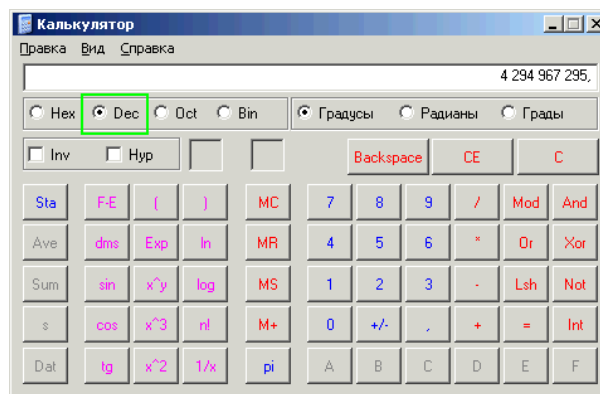 Калькулятор
Правка Вид Справка
4 294 967 295,
Hex Dec Oct Bin Градусы Радианы Грады
Inv Hyp Backspace CE C
Sta F-E ( ) MC 7 8 9 / Mod And
Ave dms Exp ln MR 4 5 6 * Or Xor
Sum sin x^y log MS 1 2 3 - Lsh Not
s cos x^3 n! M+ 0 +/- , + = Int
Dat tg x^2 1/x pi A B C D E F